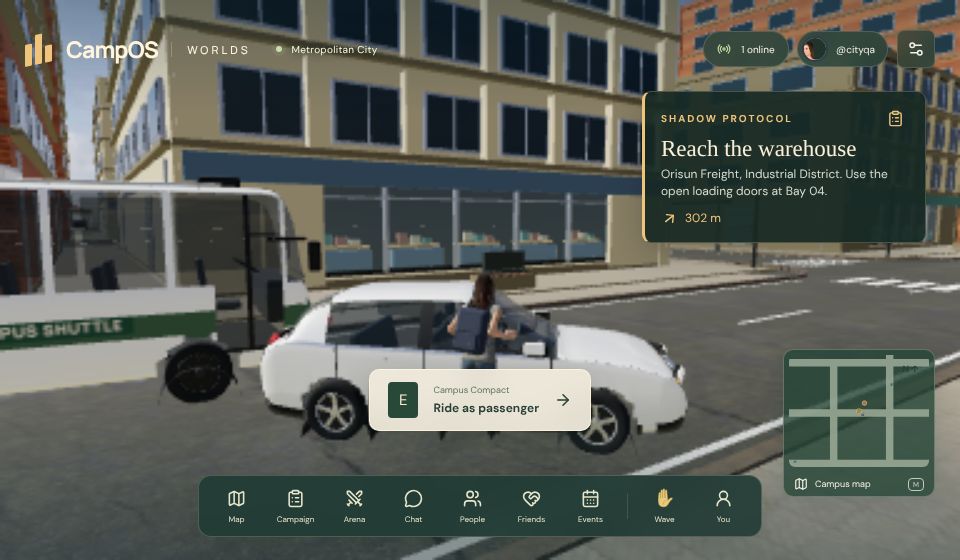 CampOS
WORLDS
Metropolitan City
1 online
@cityqa
SHADOW PROTOCOL
Reach the warehouse
Orisun Freight, Industrial District. Use the
open loading doors at Bay 04.
302 m
PUS SHUTTLE
E
Campus Compact
Ride as passenger
Campus map
M
Map
Campaign
Arena
Chat
People
Friends
Events
Wave
You